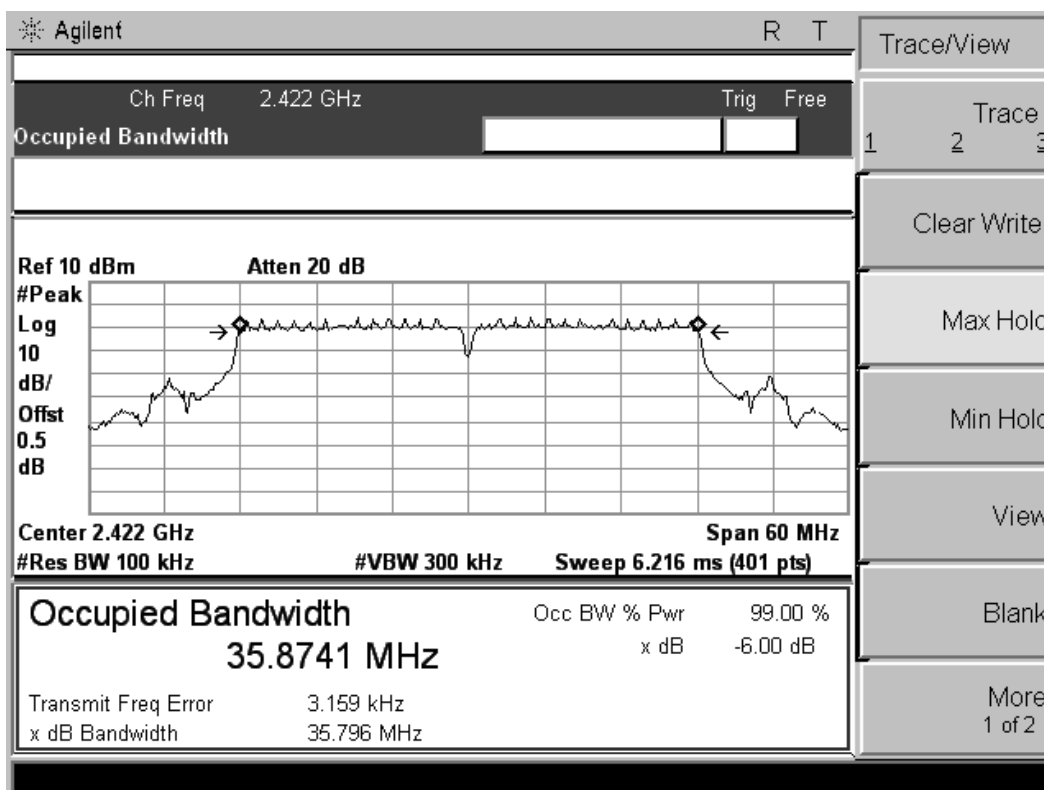 Agilent R T
Trace/View
Ch Freq 2.422 GHz Trig Free
Occupied Bandwidth
Trace
1 2 3
Clear Write
Ref 10 dBm Atten 20 dB
#Peak
Log
10
dB/
Offst
0.5
dB
Max Hold
Min Hold
View
Center 2.422 GHz Span 60 MHz
#Res BW 100 kHz #VBW 300 kHz Sweep 6.216 ms (401 pts)
Occupied Bandwidth
35.8741 MHz
Occ BW % Pwr 99.00 %
x dB -6.00 dB
Transmit Freq Error 3.159 kHz
x dB Bandwidth 35.796 MHz
Blank
More
1 of 2